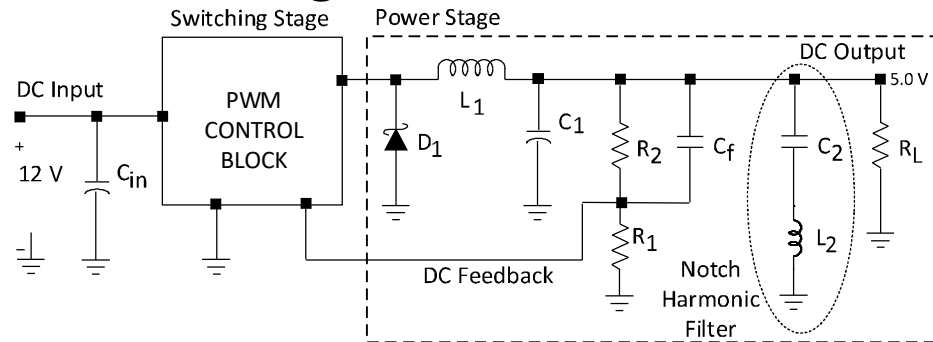 Switching Stage
Power Stage
DC Input
+
12 V
-
Cin
PWM
CONTROL
BLOCK
D1
L1
C1
R2
Cf
R1
DC Feedback
DC Output
5.0 V
C2
L2
RL
Notch
Harmonic
Filter